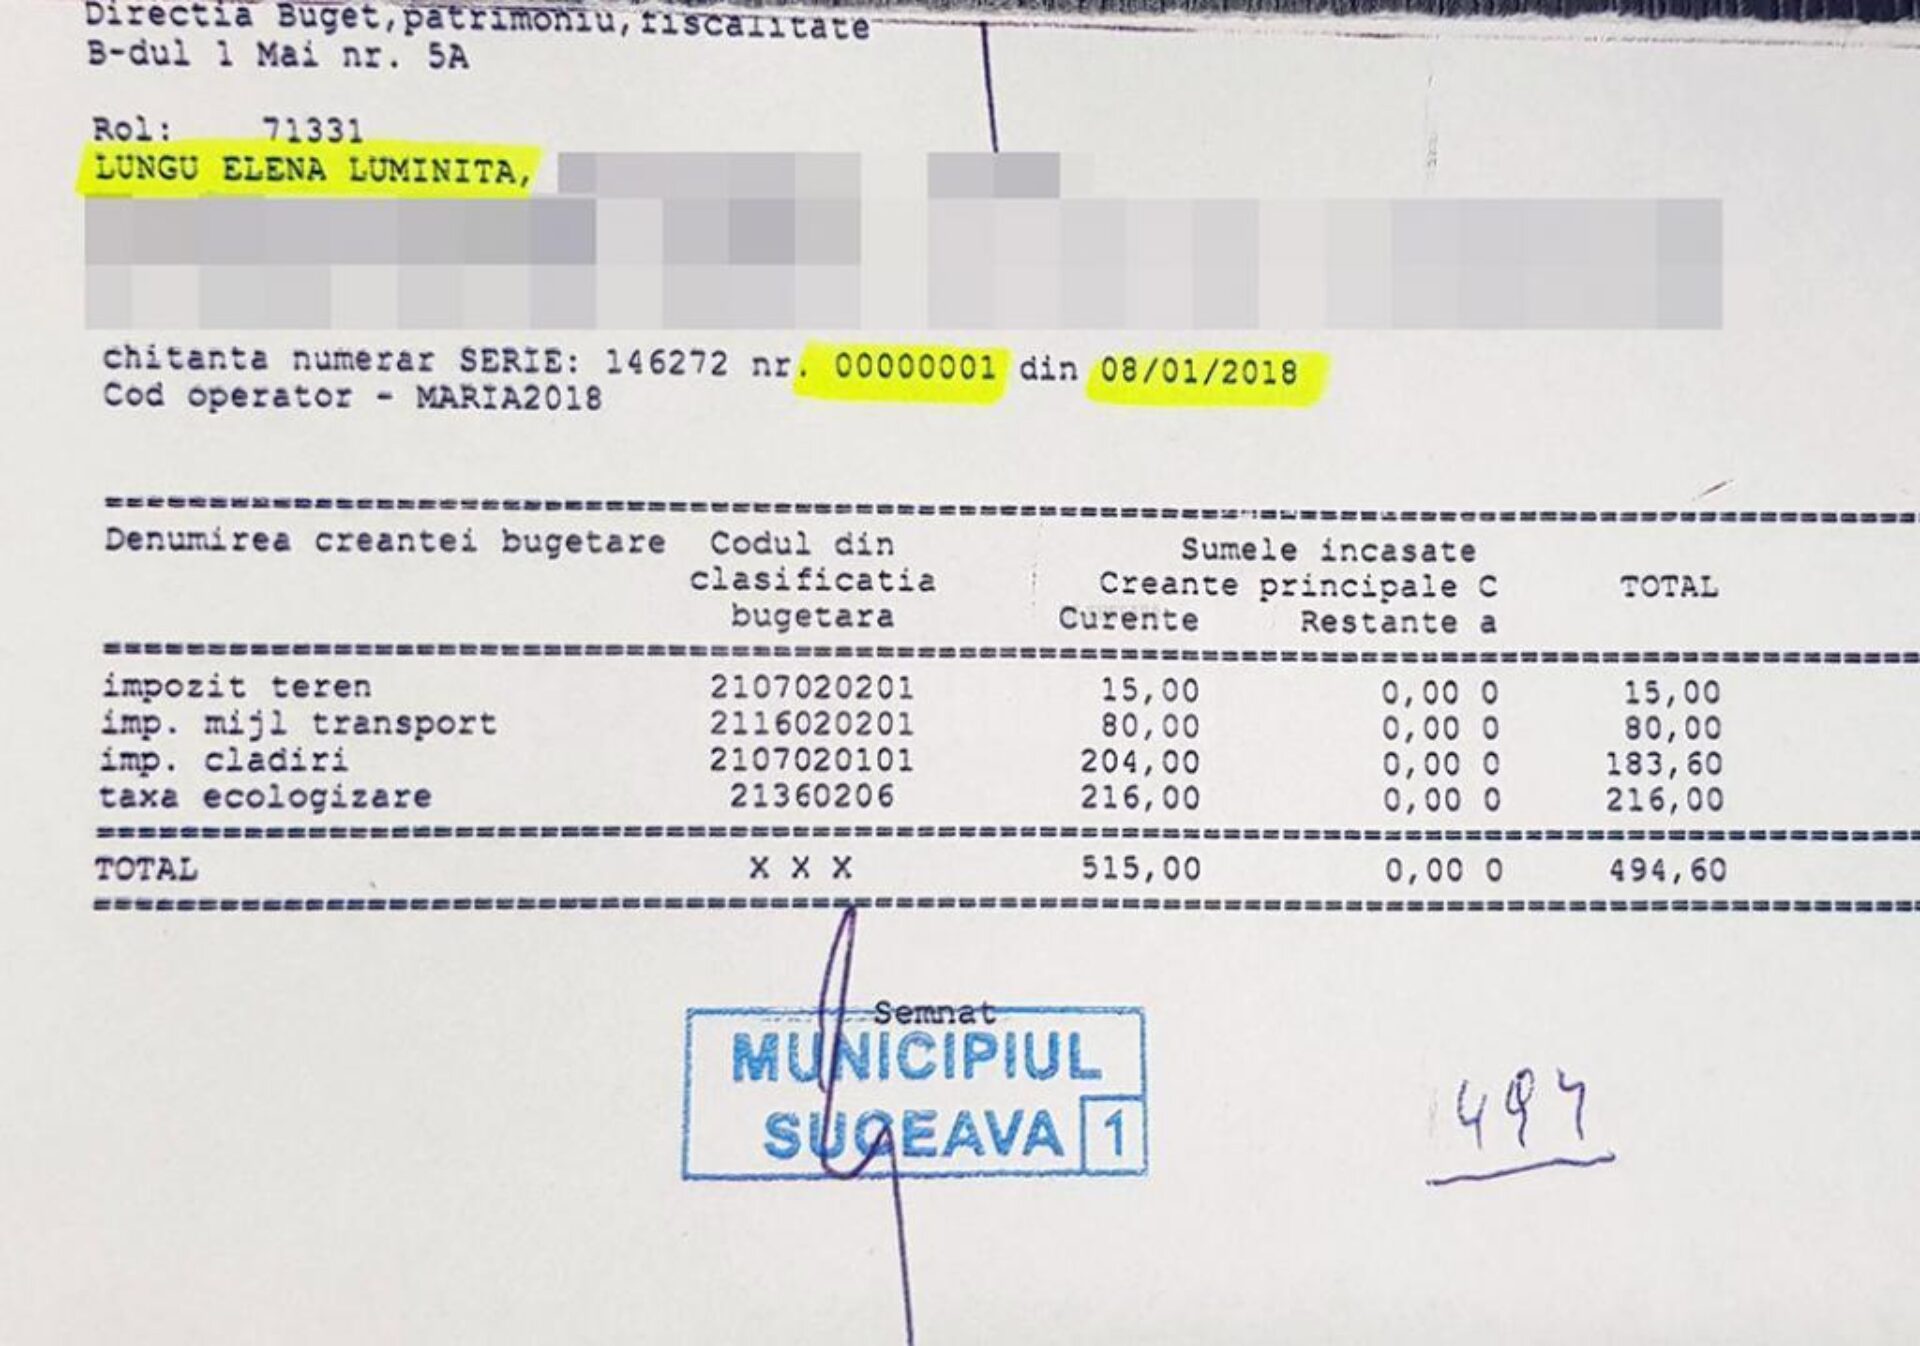 Directia Buget,patrimoniu,fiscalitate
B-dul 1 Mai nr. 5A
Rol: 71331
LUNGU ELENA LUMINITA,
chitanta numerar SERIE: 146272 nr. 00000001 din 08/01/2018
Cod operator - MARIA2018
Denumirea creantei bugetare Codul din Sumele incasate
clasificatia Creante principale C TOTAL
bugetara Curente Restante a
impozit teren 2107020201 15,00 0,00 0 15,00
imp. mijl transport 2116020201 80,00 0,00 0 80,00
imp. cladiri 2107020101 204,00 0,00 0 183,60
taxa ecologizare 21360206 216,00 0,00 0 216,00
TOTAL X X X 515,00 0,00 0 494,60
Semnat
MUNICIPIUL
SUCEAVA 1
494